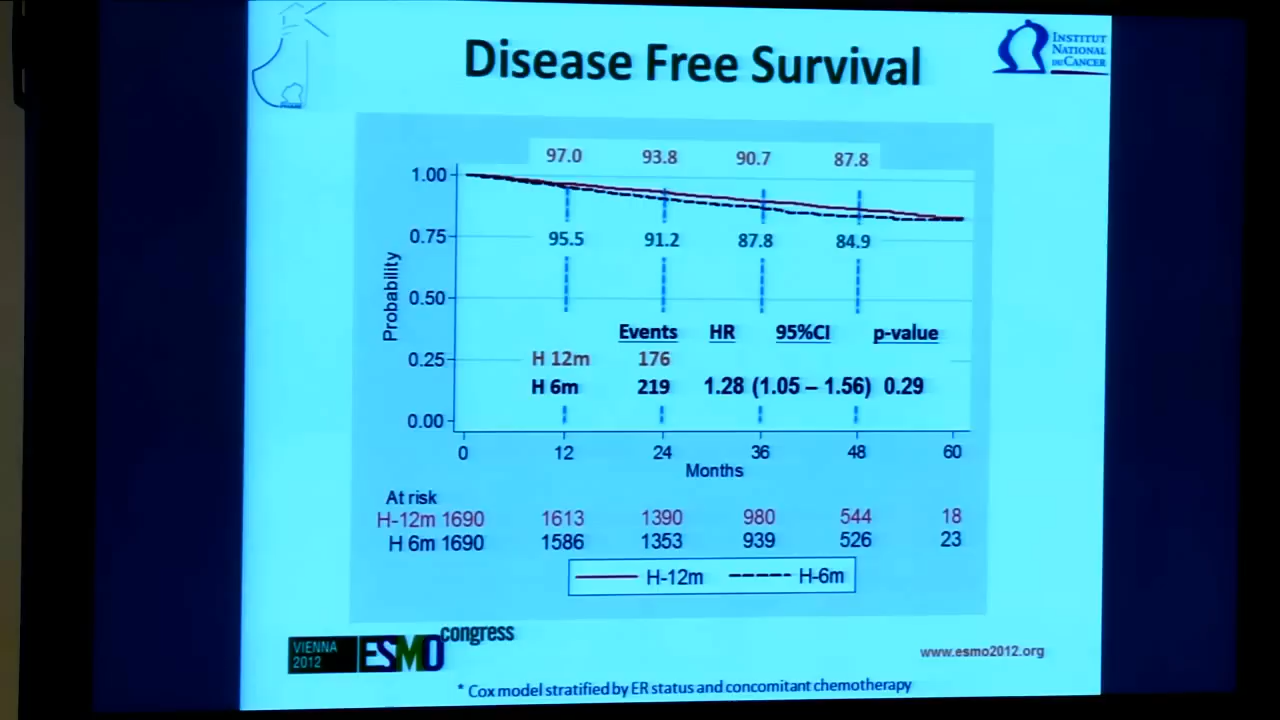 Disease Free Survival
INSTITUT
NATIONAL
DU CANCER
97.0 93.8 90.7 87.8
1.00
0.75
0.50
0.25
0.00
Probability
95.5 91.2 87.8 84.9
Events HR 95%CI p-value
H 12m 176
H 6m 219 1.28 (1.05 – 1.56) 0.29
0 12 24 36 48 60
Months
At risk
H-12m 1690 1613 1390 980 544 18
H 6m 1690 1586 1353 939 526 23
H-12m H-6m
VIENNA
2012
ESMO congress
www.esmo2012.org
* Cox model stratified by ER status and concomitant chemotherapy